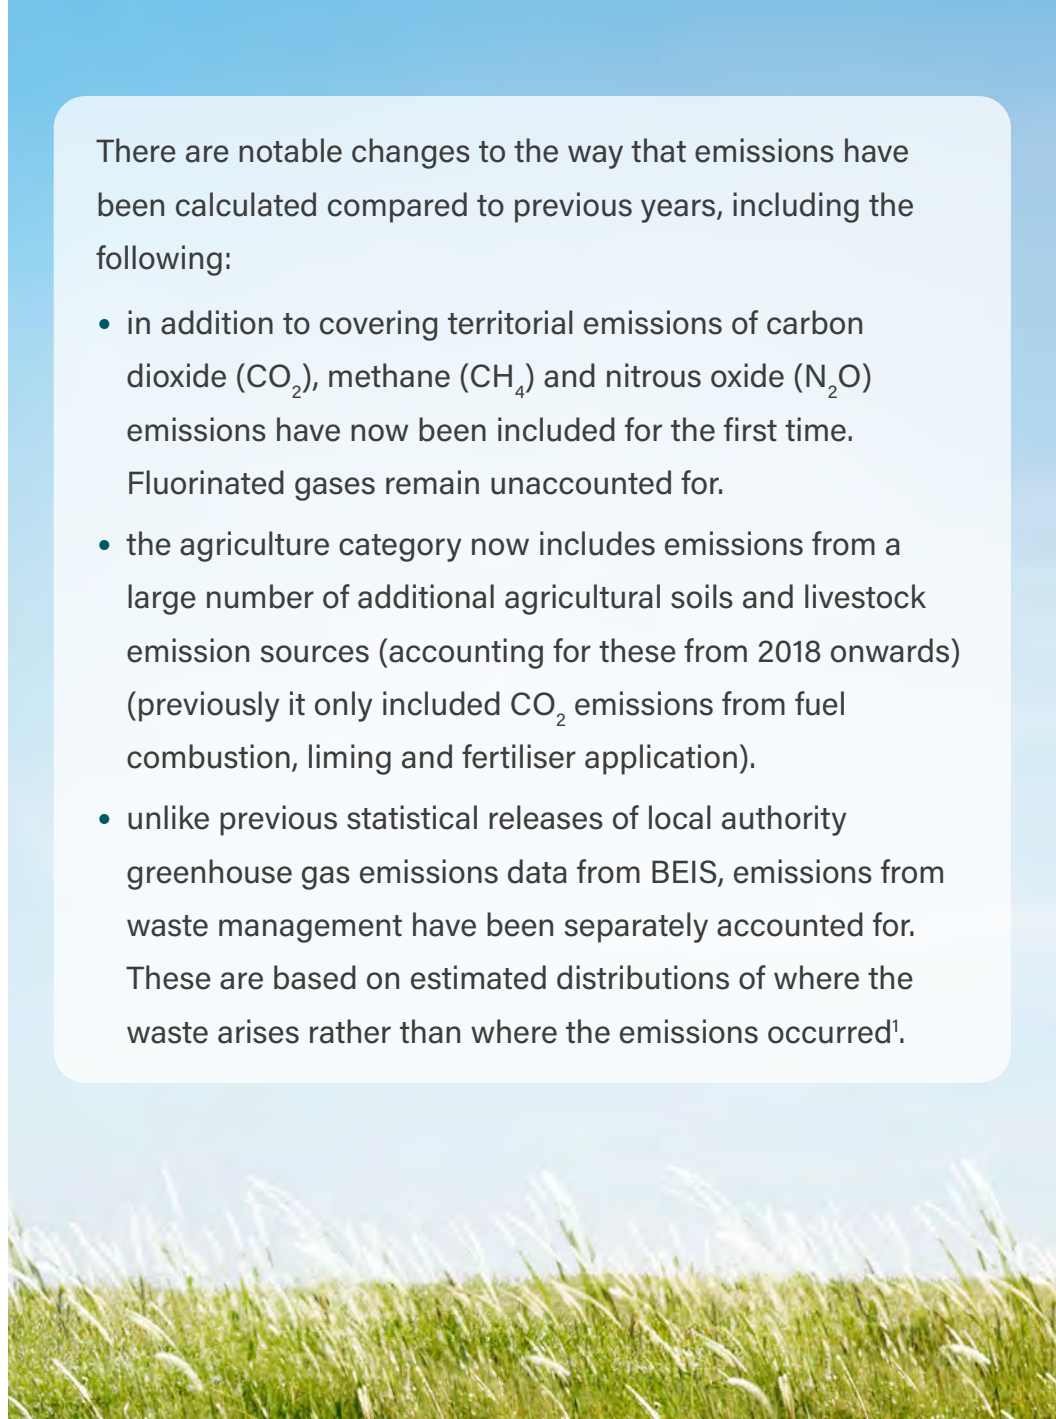 There are notable changes to the way that emissions have
been calculated compared to previous years, including the
following:
• in addition to covering territorial emissions of carbon
dioxide (CO₂), methane (CH₄) and nitrous oxide (N₂O)
emissions have now been included for the first time.
Fluorinated gases remain unaccounted for.
• the agriculture category now includes emissions from a
large number of additional agricultural soils and livestock
emission sources (accounting for these from 2018 onwards)
(previously it only included CO₂ emissions from fuel
combustion, liming and fertiliser application).
• unlike previous statistical releases of local authority
greenhouse gas emissions data from BEIS, emissions from
waste management have been separately accounted for.
These are based on estimated distributions of where the
waste arises rather than where the emissions occurred¹.